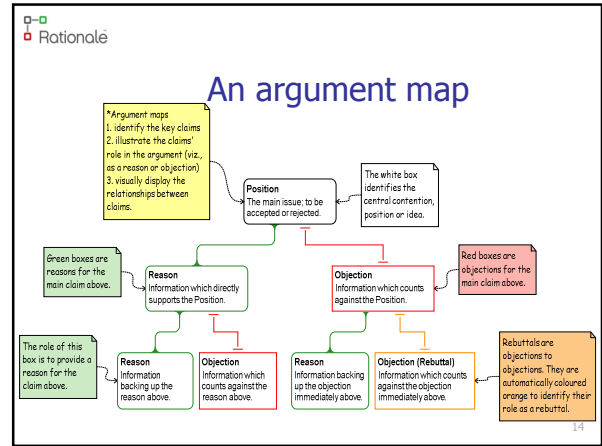 Rationale
An argument map
*Argument maps
1. identify the key claims
2. illustrate the claims'
role in the argument (viz.,
as a reason or objection)
3. visually display the
relationships between
claims.
Position
The main issue; to be
accepted or rejected.
The white box
identifies the
central contention,
position or idea.
Green boxes are
reasons for the
main claim above.
Reason
Information which directly
supports the Position.
Objection
Information which counts
against the Position.
Red boxes are
objections for the
main claim above.
The role of this
box is to provide a
reason for the
claim above.
Reason
Information
backing up the
reason above.
Objection
Information which
counts against the
reason above.
Reason
Information backing
up the objection
immediately above.
Objection (Rebuttal)
Information which counts
against the objection
immediately above.
Rebuttals are
objections to
objections. They are
automatically coloured
orange to identify their
role as a rebuttal.
14